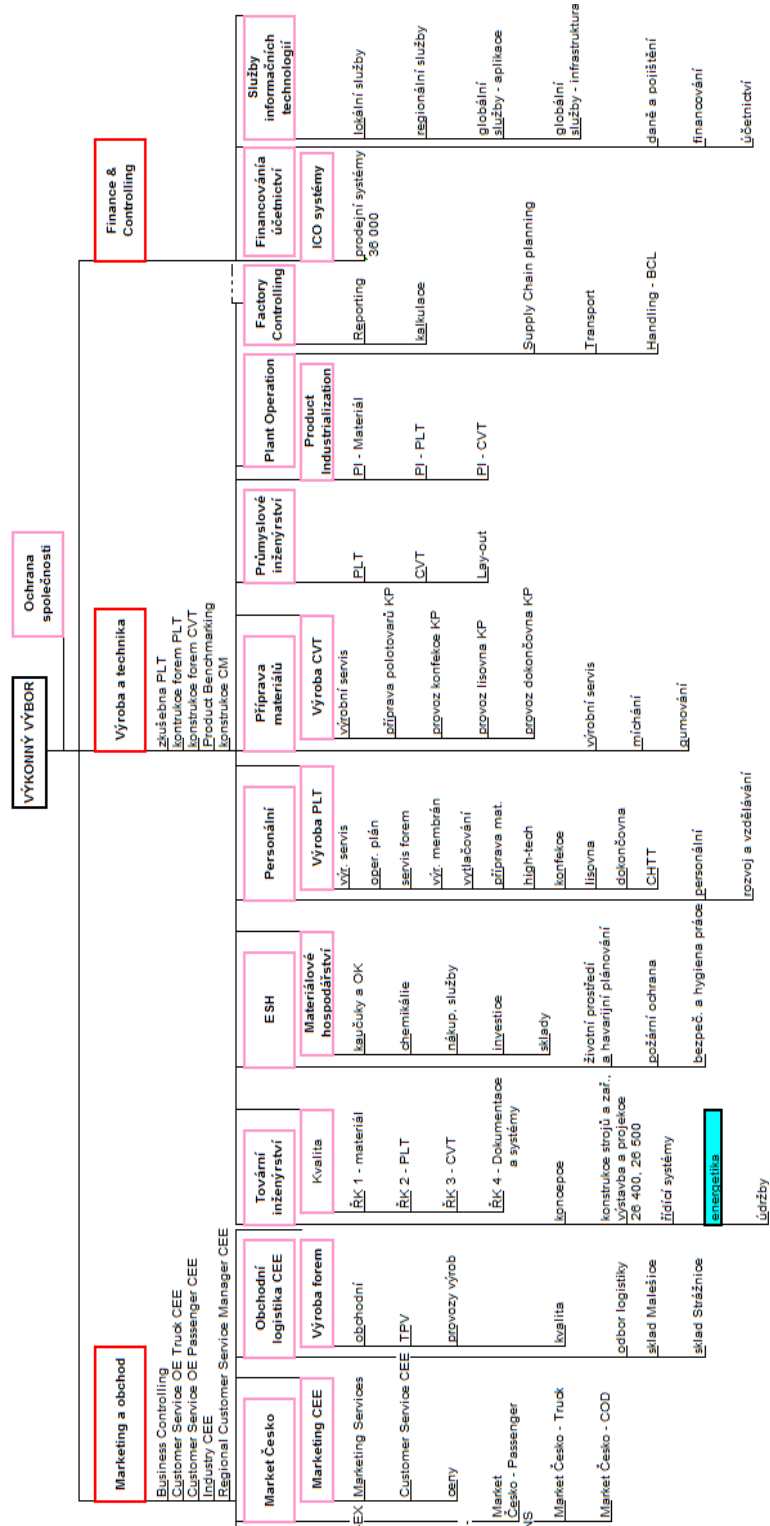 VÝKONNÝ VÝBOR
Ochrana
společnosti
Marketing a obchod
Business Controlling
Customer Service OE Truck CEE
Customer Service OE Passenger CEE
Industry CEE
Regional Customer Service Manager CEE
Výroba a technika
zkušebna PLT
kontrukce forem PLT
konstrukce forem CVT
Product Benchmarking
konstrukce CM
Finance &
Controlling
Market Česko
Marketing CEE
EX
Marketing Services
Customer Service CEE
ceny
Market
Česko - Passenger
NS
Market Česko - Truck
Market Česko - COD
Obchodní
logistika CEE
Výroba forem
obchodní
TPV
provozy výrob
kvalita
odbor logistiky
sklad Malešice
sklad Strážnice
Tovární
inženýrství
Kvalita
ŘK 1 - materiál
ŘK 2 - PLT
ŘK 3 - CVT
ŘK 4 - Dokumentace
a systémy
koncepce
konstrukce strojů a zař.,
výstavba a projekce
26 400, 26 500
řídící systémy
energetika
údržby
ESH
Materiálové
hospodářství
kaučuky a OK
chemikálie
nákup, služby
investice
sklady
životní prostředí
a havarijní plánování
požární ochrana
bezpeč. a hygiena práce
Personální
Výroba PLT
výr. servis
oper. plán
servis forem
výr. membrán
vytlačování
příprava mat.
high-tech
konfekce
lisovna
dokončovna
CHTT
personální
rozvoj a vzdělávání
Příprava
materiálů
Výroba CVT
výrobní servis
příprava polotovarů KP
provoz konfekce KP
provoz lisovna KP
provoz dokončovna KP
výrobní servis
míchání
gumování
Průmyslové
inženýrství
PLT
CVT
Lay-out
Plant Operation
Product
Industrialization
PI - Materiál
PI - PLT
PI - CVT
Factory
Controlling
Reporting
kalkulace
Supply Chain planning
Transport
Handling - BCL
Financovánía
účetnictví
ICO systémy
prodejní systémy
36 000
Služby
informačních
technologií
lokální služby
regionální služby
globální
služby - aplikace
globální
služby - infrastruktura
daně a pojištění
financování
účetnictví